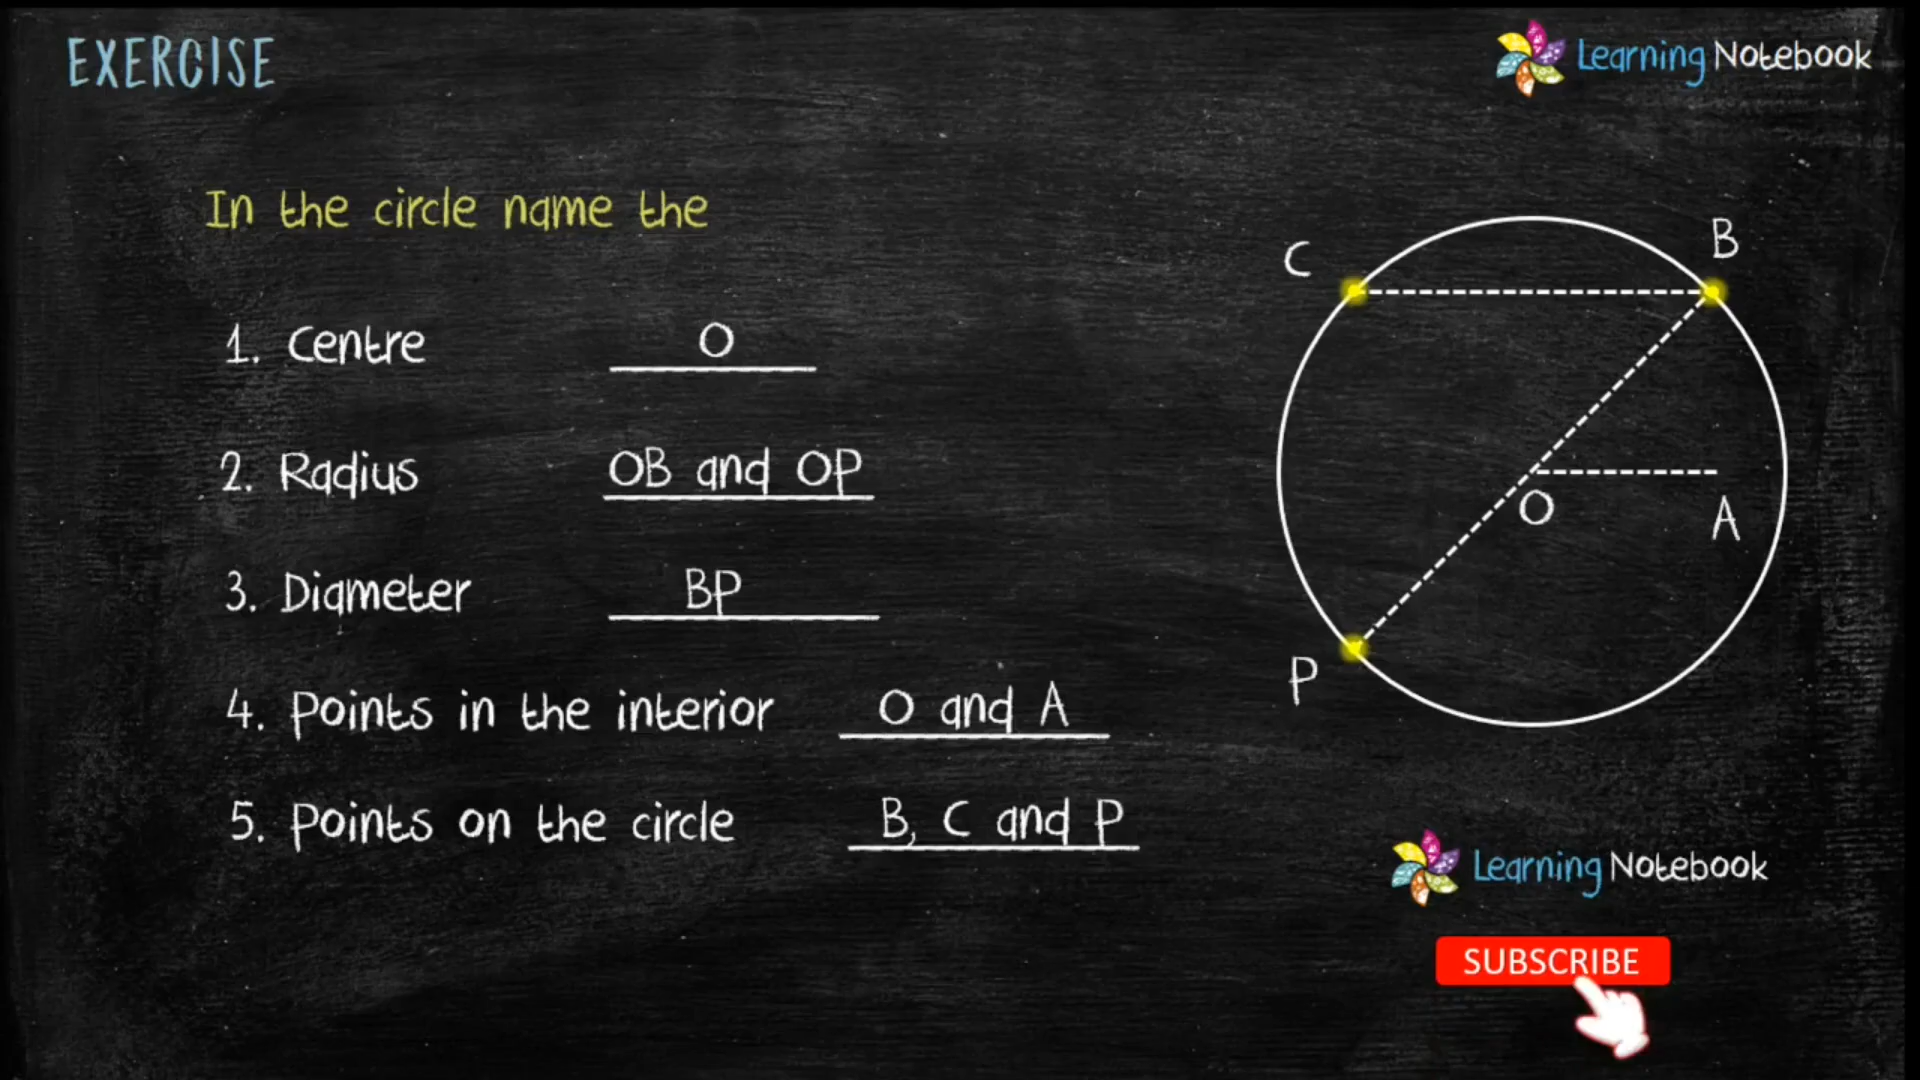 EXERCISE
Learning Notebook
In the circle name the
1. Centre O
2. Radius OB and OP
3. Diameter BP
4. Points in the interior O and A
5. Points on the circle B, C and P
C
B
O
A
P
Learning Notebook
SUBSCRIBE